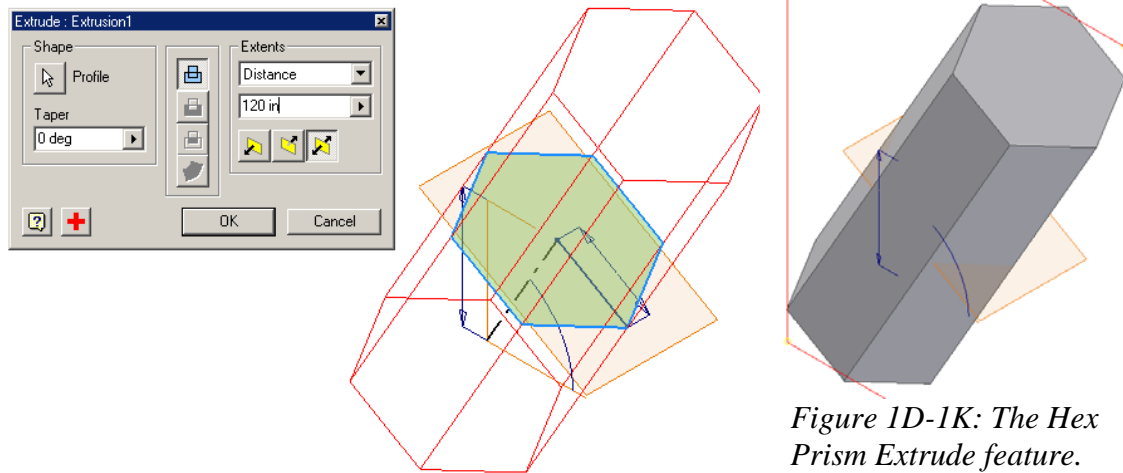 Extrude : Extrusion1
Shape
Profile
Taper
0 deg
Extents
Distance
120 in
OK
Cancel
Figure 1D-1K: The Hex
Prism Extrude feature.